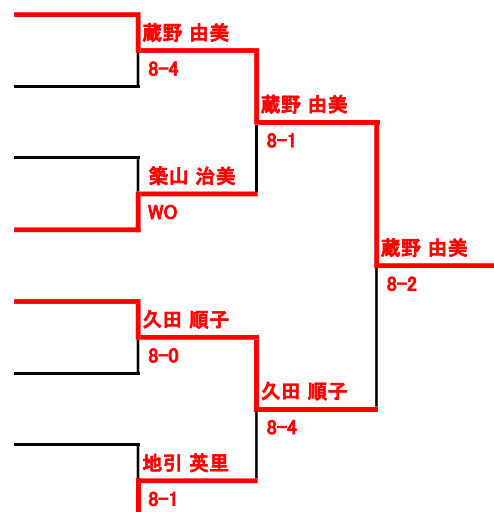 蔵野 由美
8-4
蔵野 由美
8-1
築山 治美
WO
蔵野 由美
8-2
久田 順子
8-0
久田 順子
8-4
地引 英里
8-1